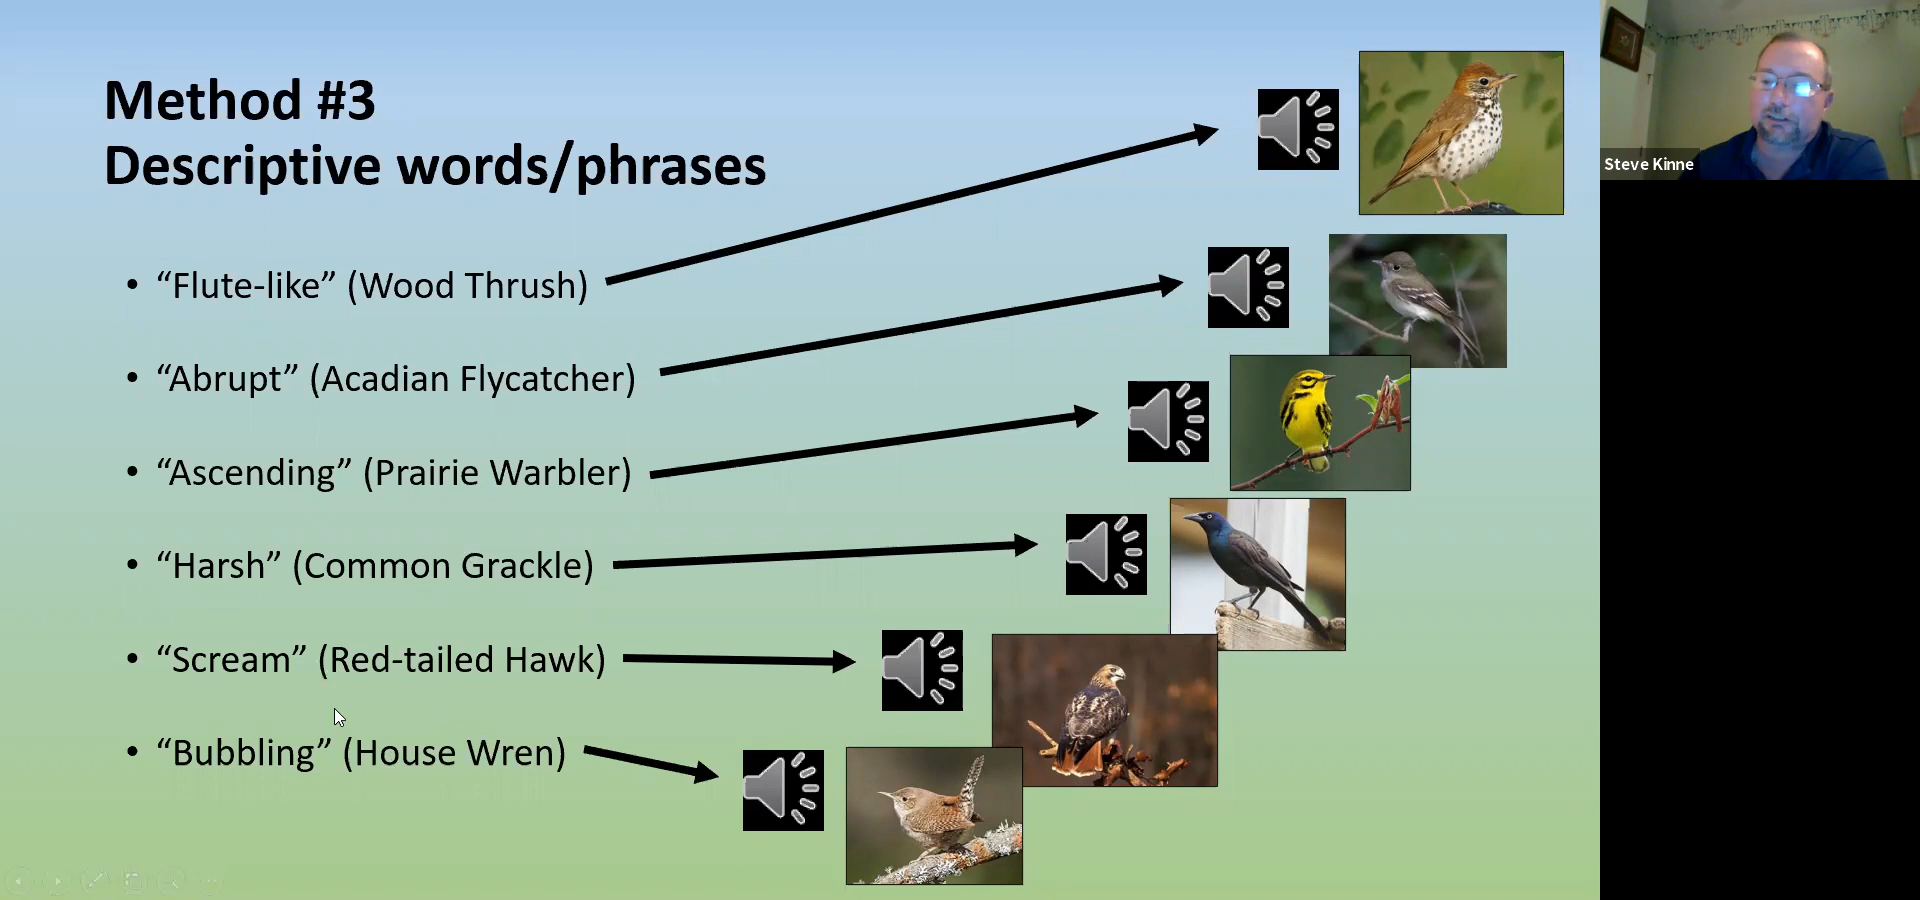 Method #3
Descriptive words/phrases
• “Flute-like” (Wood Thrush)
• “Abrupt” (Acadian Flycatcher)
• “Ascending” (Prairie Warbler)
• “Harsh” (Common Grackle)
• “Scream” (Red-tailed Hawk)
• “Bubbling” (House Wren)
Steve Kinne